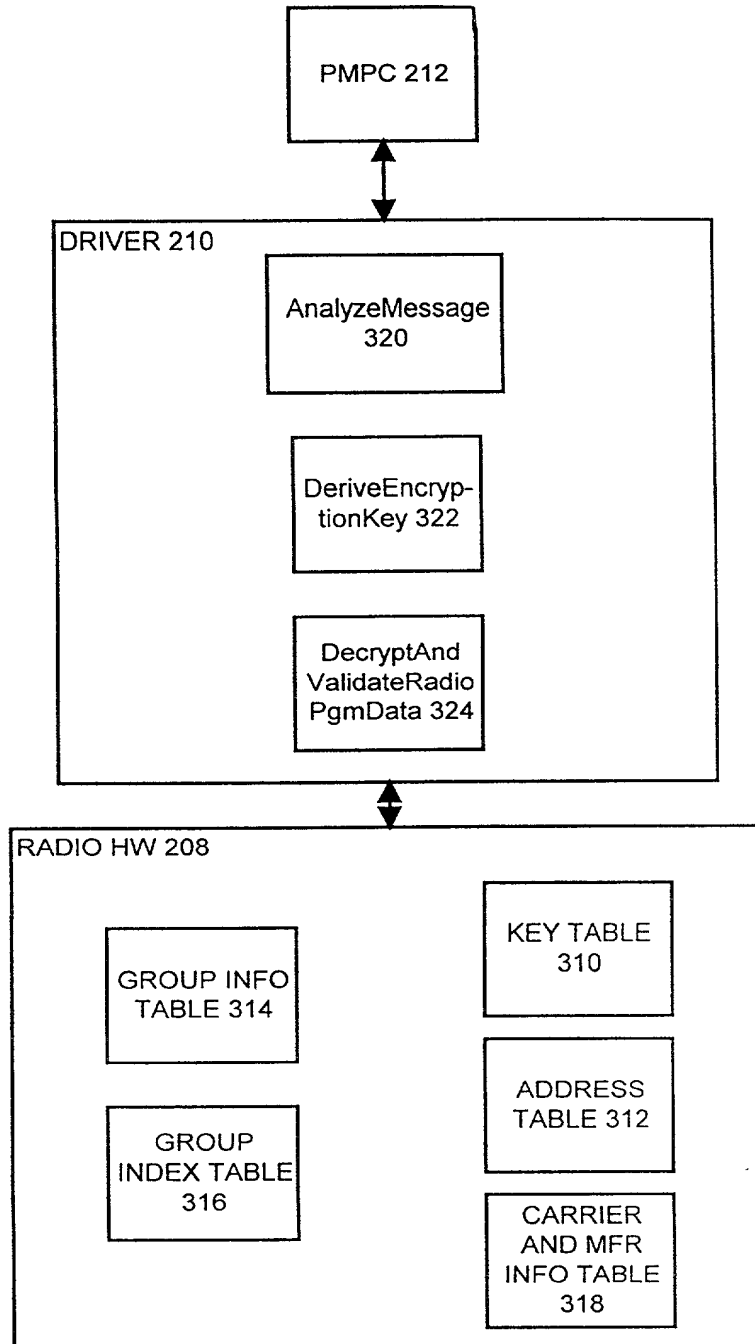 PMPC 212
DRIVER 210
AnalyzeMessage
320
DeriveEncryp-
tionKey 322
DecryptAnd
ValidateRadio
PgmData 324
RADIO HW 208
GROUP INFO
TABLE 314
GROUP
INDEX TABLE
316
KEY TABLE
310
ADDRESS
TABLE 312
CARRIER
AND MFR
INFO TABLE
318